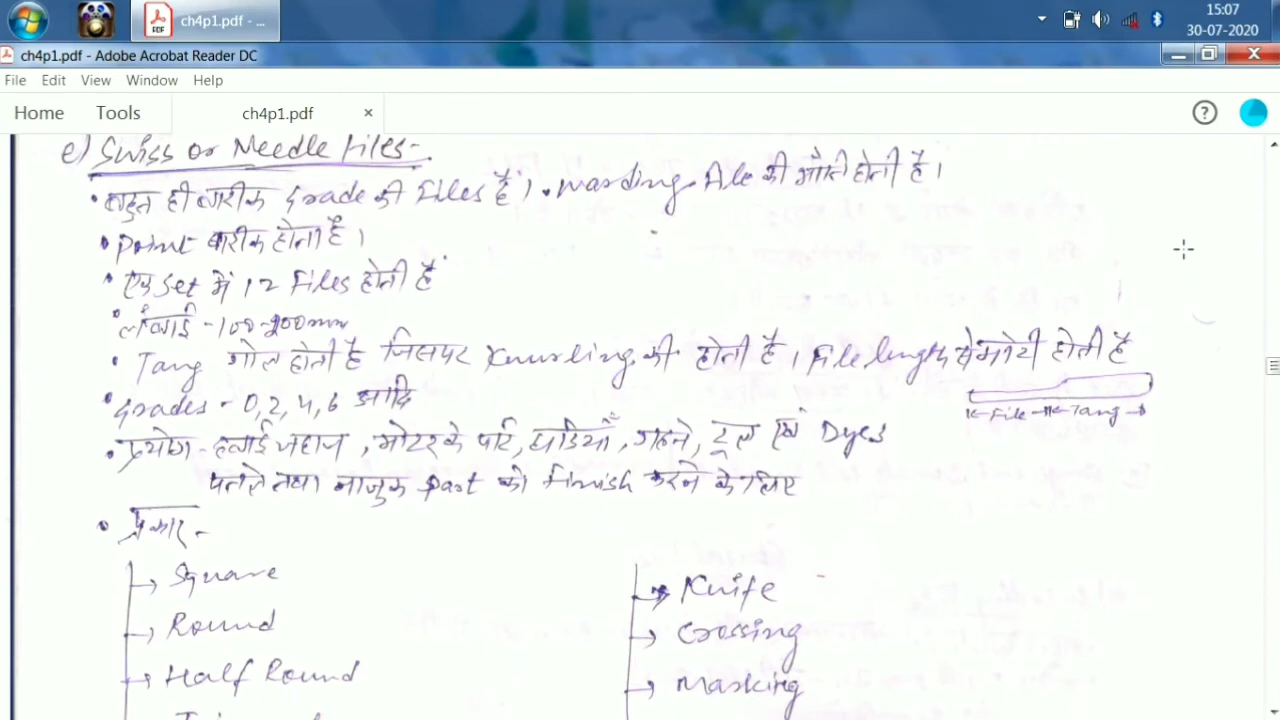 ch4p1.pdf - ...
15:07
30-07-2020
ch4p1.pdf - Adobe Acrobat Reader DC
File Edit View Window Help
Home Tools ch4p1.pdf ×
e) Swiss or Needle Files -
• बहुत ही बारीक Grade की Files हैं। • warding file की भाँति होती है।
• Point बारीक होता है।
• एक Set में 12 Files होती हैं
• लंबाई - 100-200mm
• Tang गोल होती है जिसपर Knurling की होती है। File length से मोटी होती है
• Grades - 0, 2, 4, 6 आदि
File Tang
• प्रयोग - हवाई जहाज, मोटर के पार्ट, घडियाँ, गहने, टूल एवं Dyes
पतले तथा नाजुक Part को Finish करने के लिए
• प्रकार -
→ Square
→ Round
→ Half Round
→ Knife
→ Crossing
→ Marking